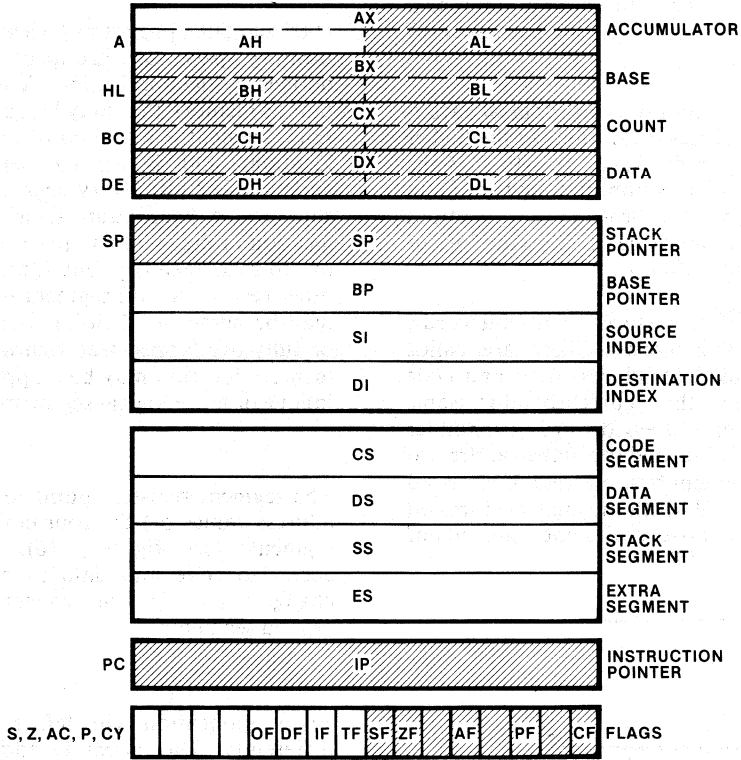 AX
ACCUMULATOR
A AH AL
BX
BASE
HL BH BL
CX
COUNT
BC CH CL
DX
DATA
DE DH DL
SP SP STACK
POINTER
BP BASE
POINTER
SI SOURCE
INDEX
DI DESTINATION
INDEX
CS CODE
SEGMENT
DS DATA
SEGMENT
SS STACK
SEGMENT
ES EXTRA
SEGMENT
PC IP INSTRUCTION
POINTER
S, Z, AC, P, CY OF DF IF TF SF ZF AF PF CF FLAGS